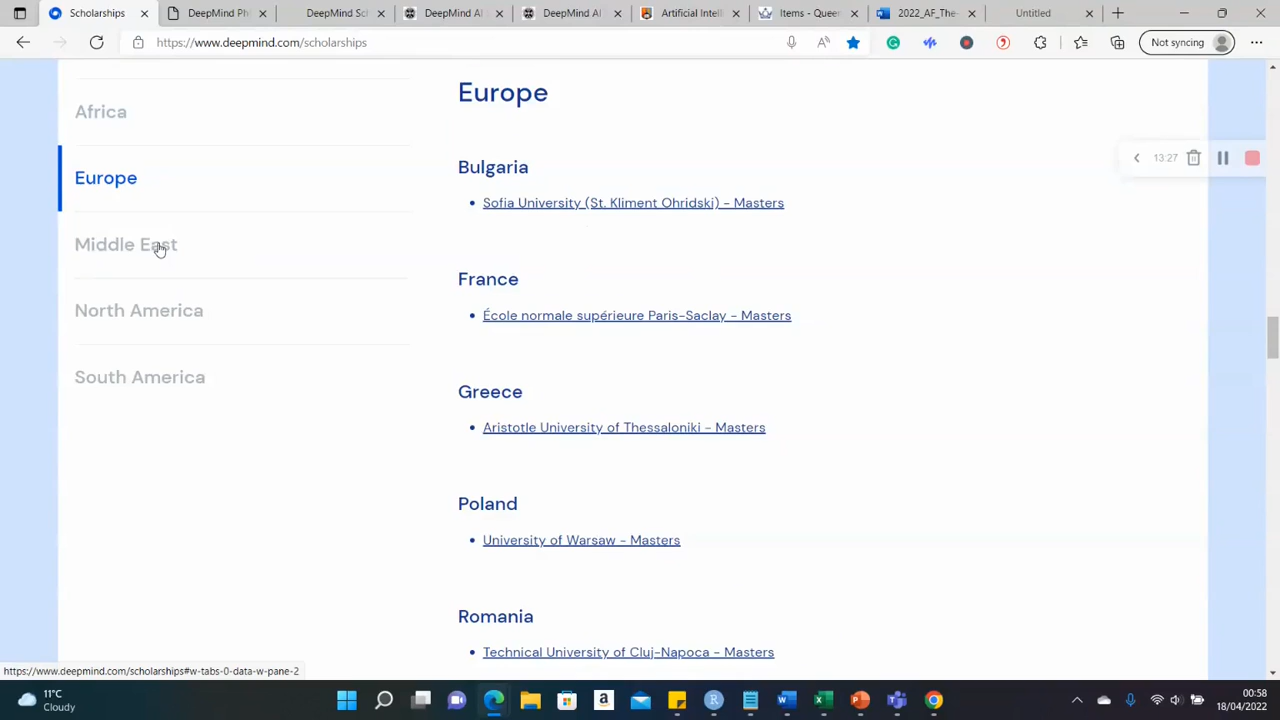 DeepMind Schola
DeepMind Ph
DeepMind Scho
DeepMind AI
DeepMind AI
Artificial Intelli
Items - Queen
2022_AF_The
Untitled
https://www.deepmind.com/scholarships
Not syncing
Africa
Europe
Middle East
North America
South America
Europe
Bulgaria
Sofia University (St. Kliment Ohridski) - Masters
France
École normale supérieure Paris-Saclay - Masters
Greece
Aristotle University of Thessaloniki - Masters
Poland
University of Warsaw - Masters
Romania
Technical University of Cluj-Napoca - Masters
13:27
https://www.deepmind.com/scholarships#w-tabs-0-data-w-pane-2
11°C
Cloudy
00:58
18/04/2022